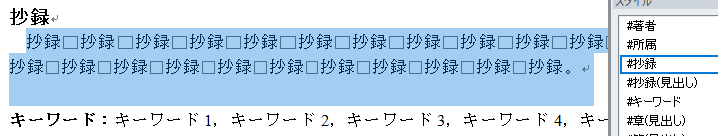 抄録↵
抄録□抄録□抄録□抄録□抄録□抄録□抄録□抄録□抄録□抄録□抄録□
抄録□抄録□抄録□抄録□抄録□抄録□抄録□抄録□抄録□抄録□抄録。↵
キーワード：キーワード 1，キーワード 2，キーワード 3，キーワード 4，キー
スタイル
#著者
#所属
#抄録
#抄録(見出し)
#キーワード
#章(見出し)